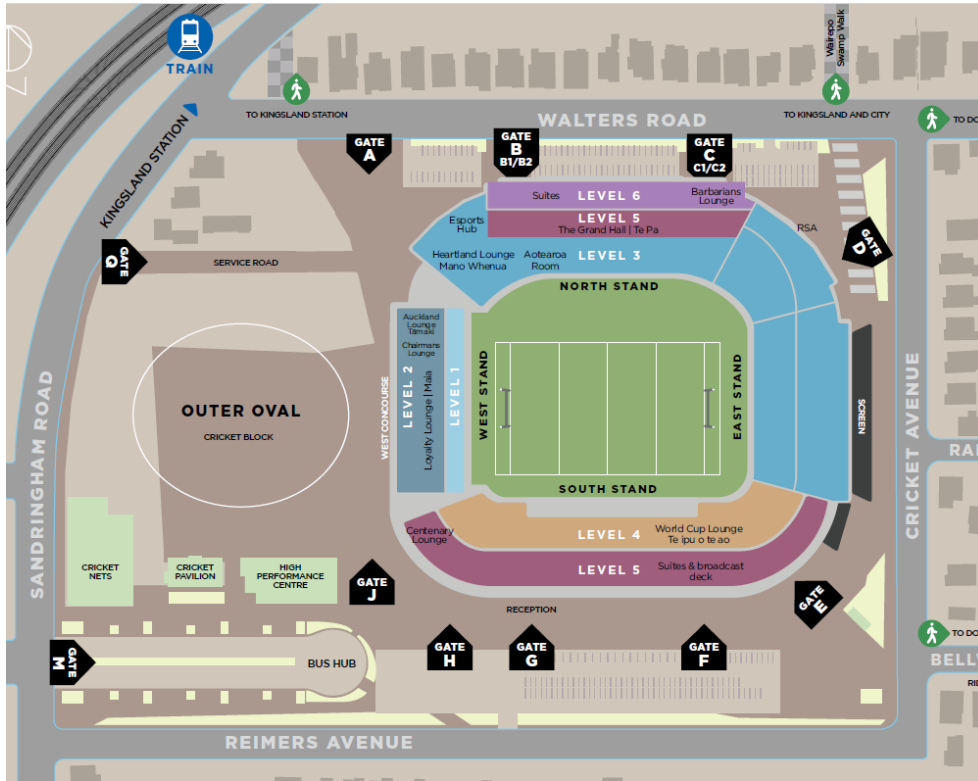 TRAIN
Wairepo
Swamp Walk
TO KINGSLAND STATION
TO KINGSLAND AND CITY
WALTERS ROAD
KINGSLAND STATION
GATE
A
GATE
B
B1/B2
GATE
C
C1/C2
GATE
D
Suites
LEVEL 6
Barbarians
Lounge
Esports
Hub
LEVEL 5
The Grand Hall | Te Pa
RSA
GATE
Q
SERVICE ROAD
Heartland Lounge
Mano Whenua
Aotearoa
Room
LEVEL 3
NORTH STAND
Auckland
Lounge
Tāmaki
Chairmans
Lounge
LEVEL 2
Loyalty Lounge | Maia
LEVEL 1
WEST CONCOURSE
WEST STAND
EAST STAND
SCREEN
OUTER OVAL
CRICKET BLOCK
SANDRINGHAM ROAD
CRICKET AVENUE
SOUTH STAND
Centenary
Lounge
LEVEL 4
World Cup Lounge
Te ipu o te ao
LEVEL 5
Suites & broadcast
deck
CRICKET
NETS
CRICKET
PAVILION
HIGH
PERFORMANCE
CENTRE
GATE
J
RECEPTION
GATE
E
GATE
M
BUS HUB
GATE
H
GATE
G
GATE
F
REIMERS AVENUE